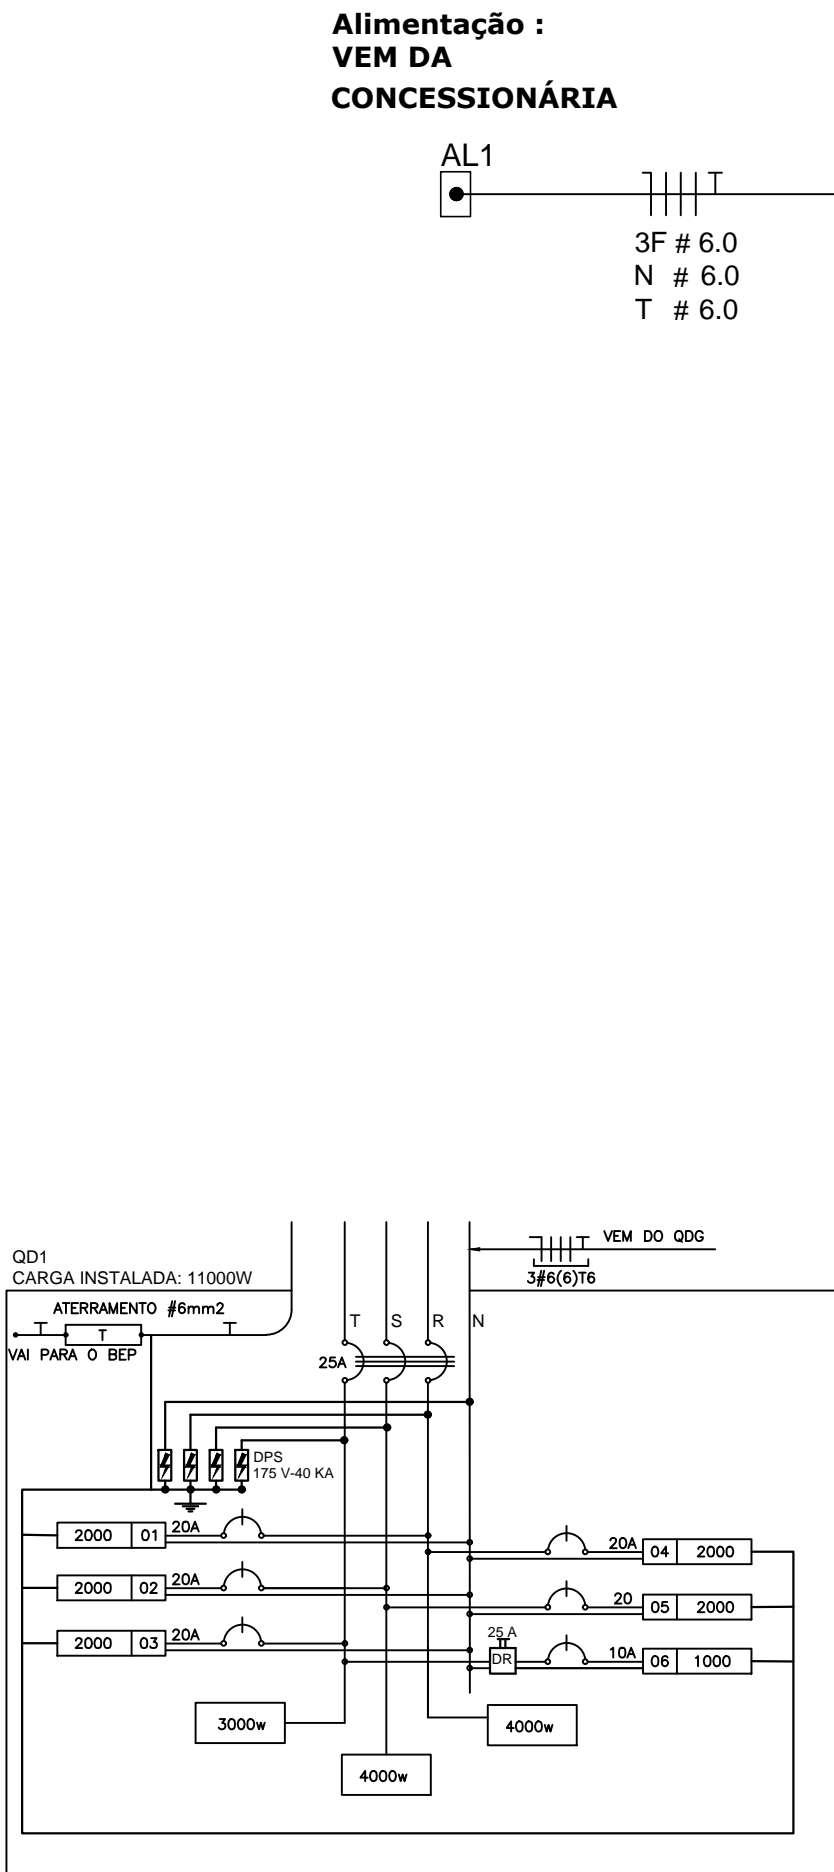 Alimentação :
VEM DA
CONCESSIONÁRIA
AL1
3F # 6.0
N # 6.0
T # 6.0
VEM DO QDG
3#6(6)T6
QD1
CARGA INSTALADA: 11000W
ATERRAMENTO #6mm2
T
VAI PARA O BEP
T S R N
25A
DPS
175 V-40 KA
2000 01 20A
20A 04 2000
2000 02 20A
20 05 2000
2000 03 20A
25 A
DR
10A 06 1000
3000w
4000w
4000w